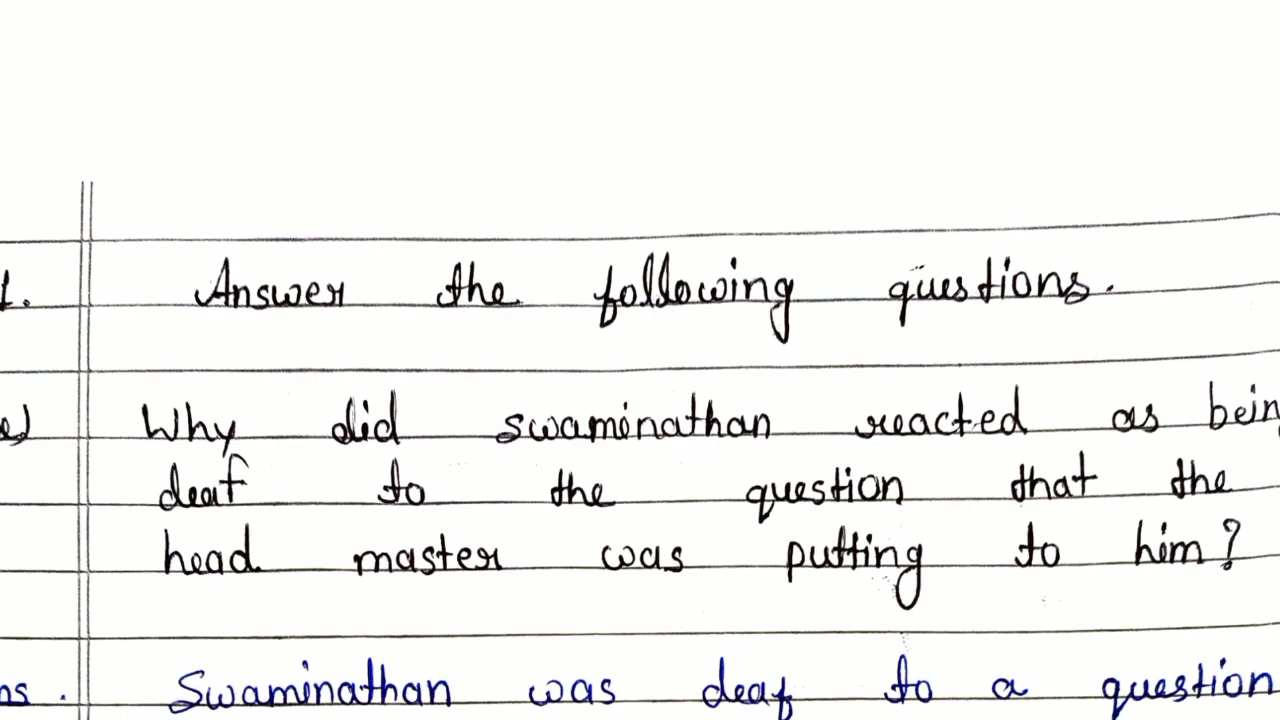 1. Answer the following questions.
Why did swaminathan reacted as bein
deaf to the question that the
head master was putting to him?
ns. Swaminathan was deaf to a question